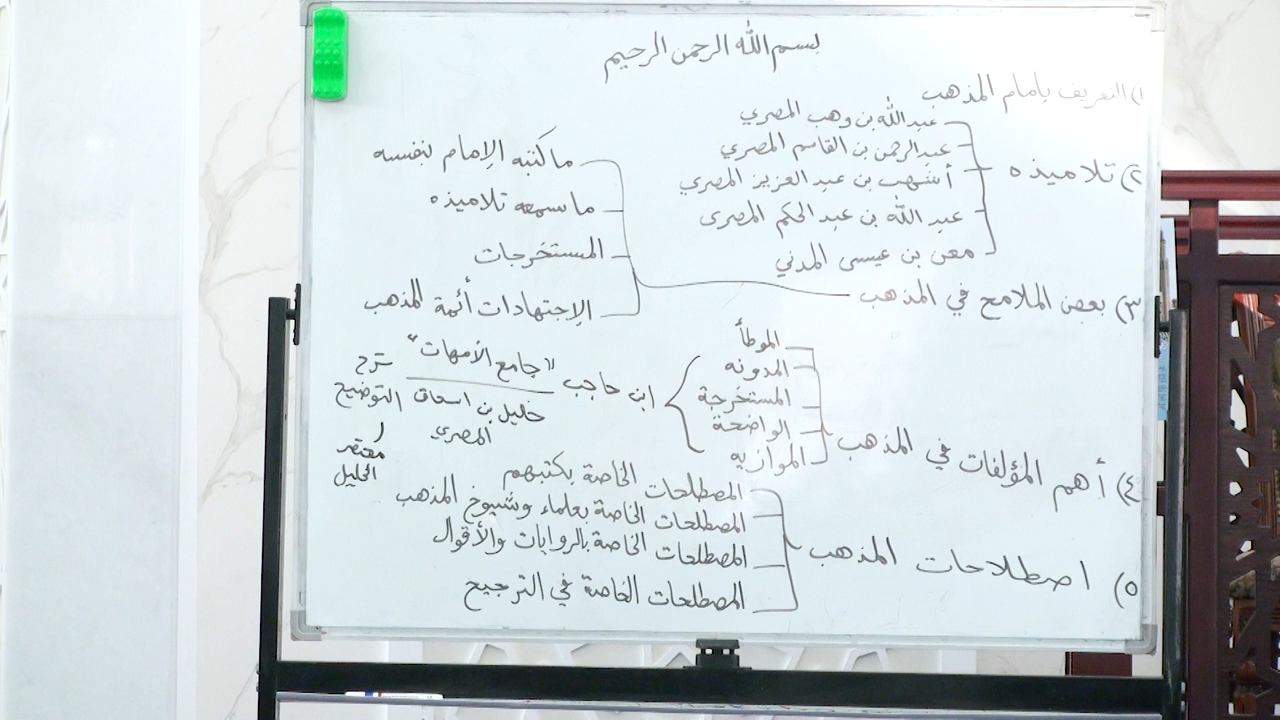 بسم الله الرحمن الرحيم
١) التعريف بإمام المذهب
٢) تلاميذه
عبد الله بن وهب المصري
عبد الرحمن بن القاسم المصري
أشهب بن عبد العزيز المصري
عبد الله بن عبد الحكم المصرى
معن بن عيسى المدني
٣) بعض الملامح في المذهب
ما كتبه الإمام لنفسه
ما سمعه تلاميذه
المستخرجات
الإجتهادات أئمة المذهب
٤) أهم المؤلفات في المذهب
الموطأ
المدونه
المستخرجة
الواضحة
الموازيه
ابن حاجب "جامع الأمهات"
خليل بن اسحاق
المصري
شرح
التوضيح
مختصر
الخليل
٥) اصطلاحات المذهب
المصطلحات الخاصة بكتبهم
المصطلحات الخاصة بعلماء وشيوخ المذهب
المصطلحات الخاصة بالروايات والأقوال
المصطلحات الخاصة في الترجيح